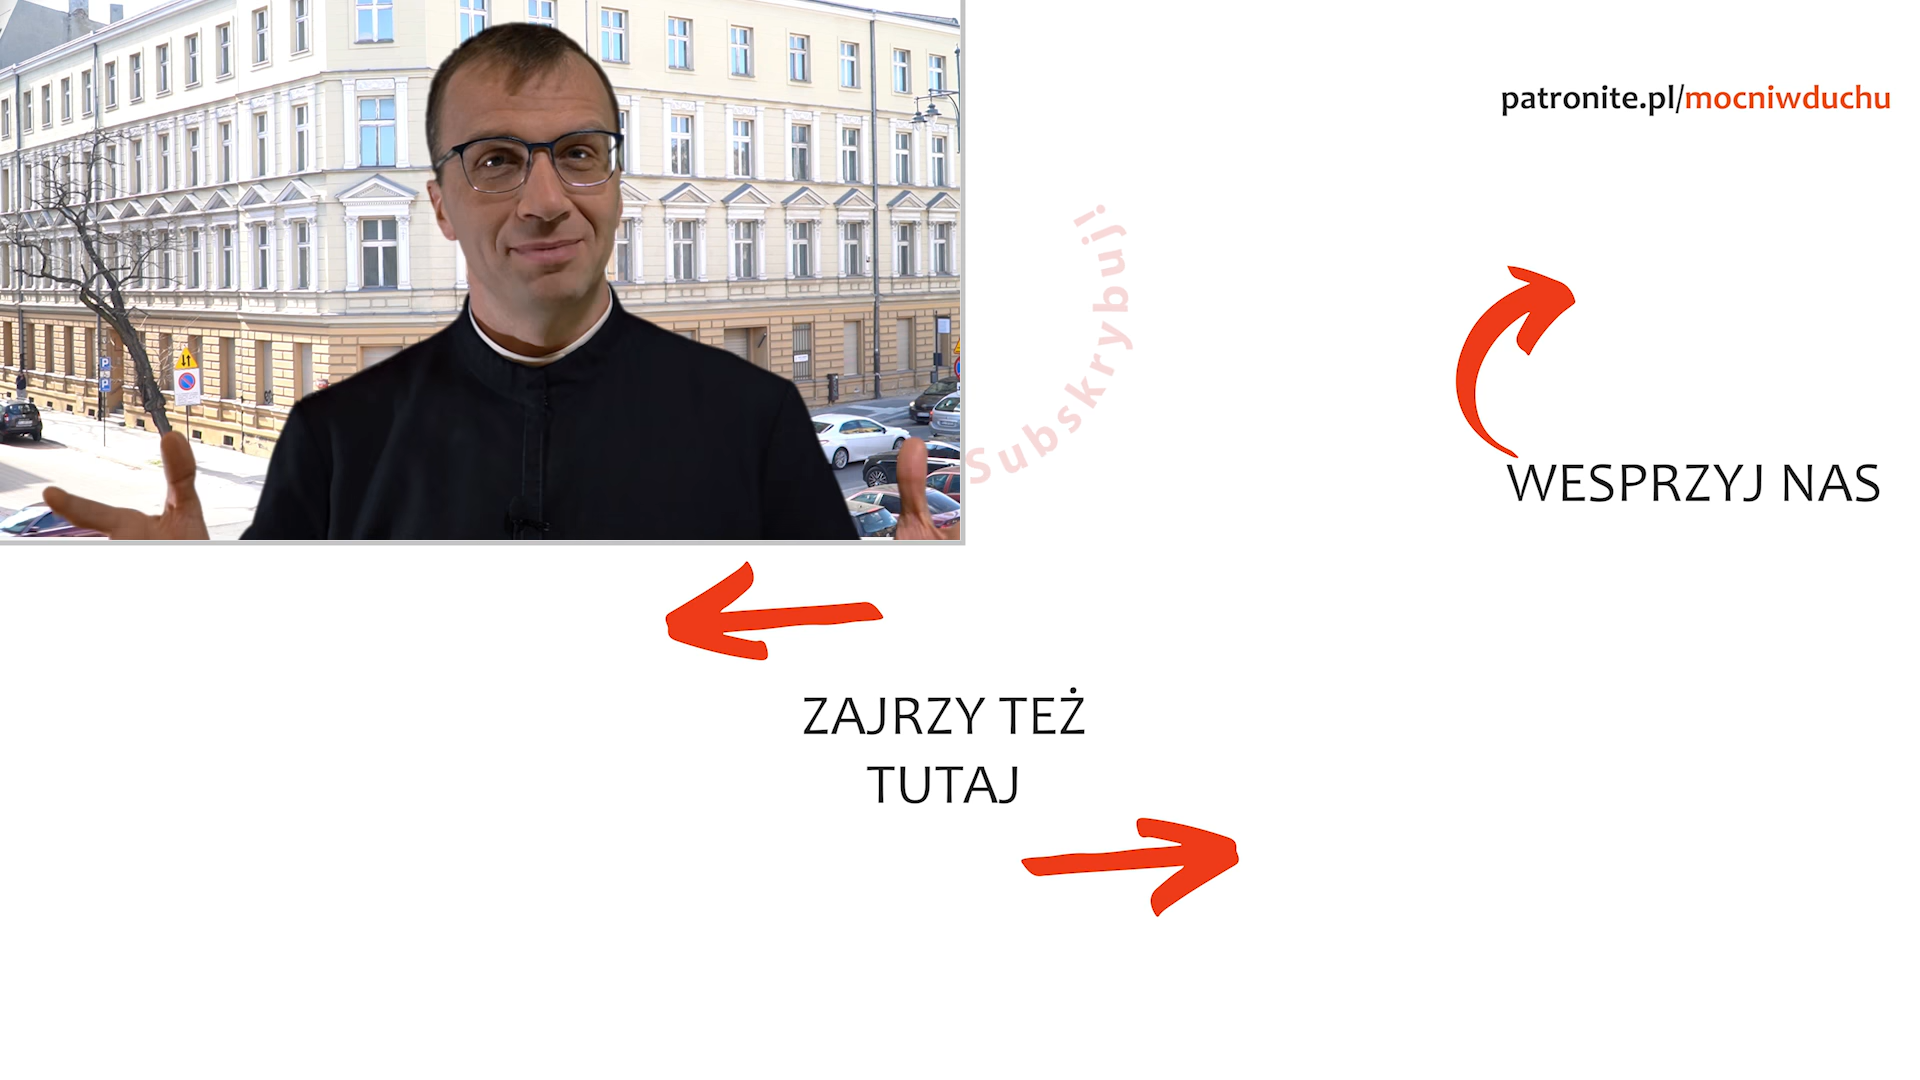 patronite.pl/mocniwduchu
Subskrybuj!
WESPRZYJ NAS
ZAJRZY TEŻ
TUTAJ